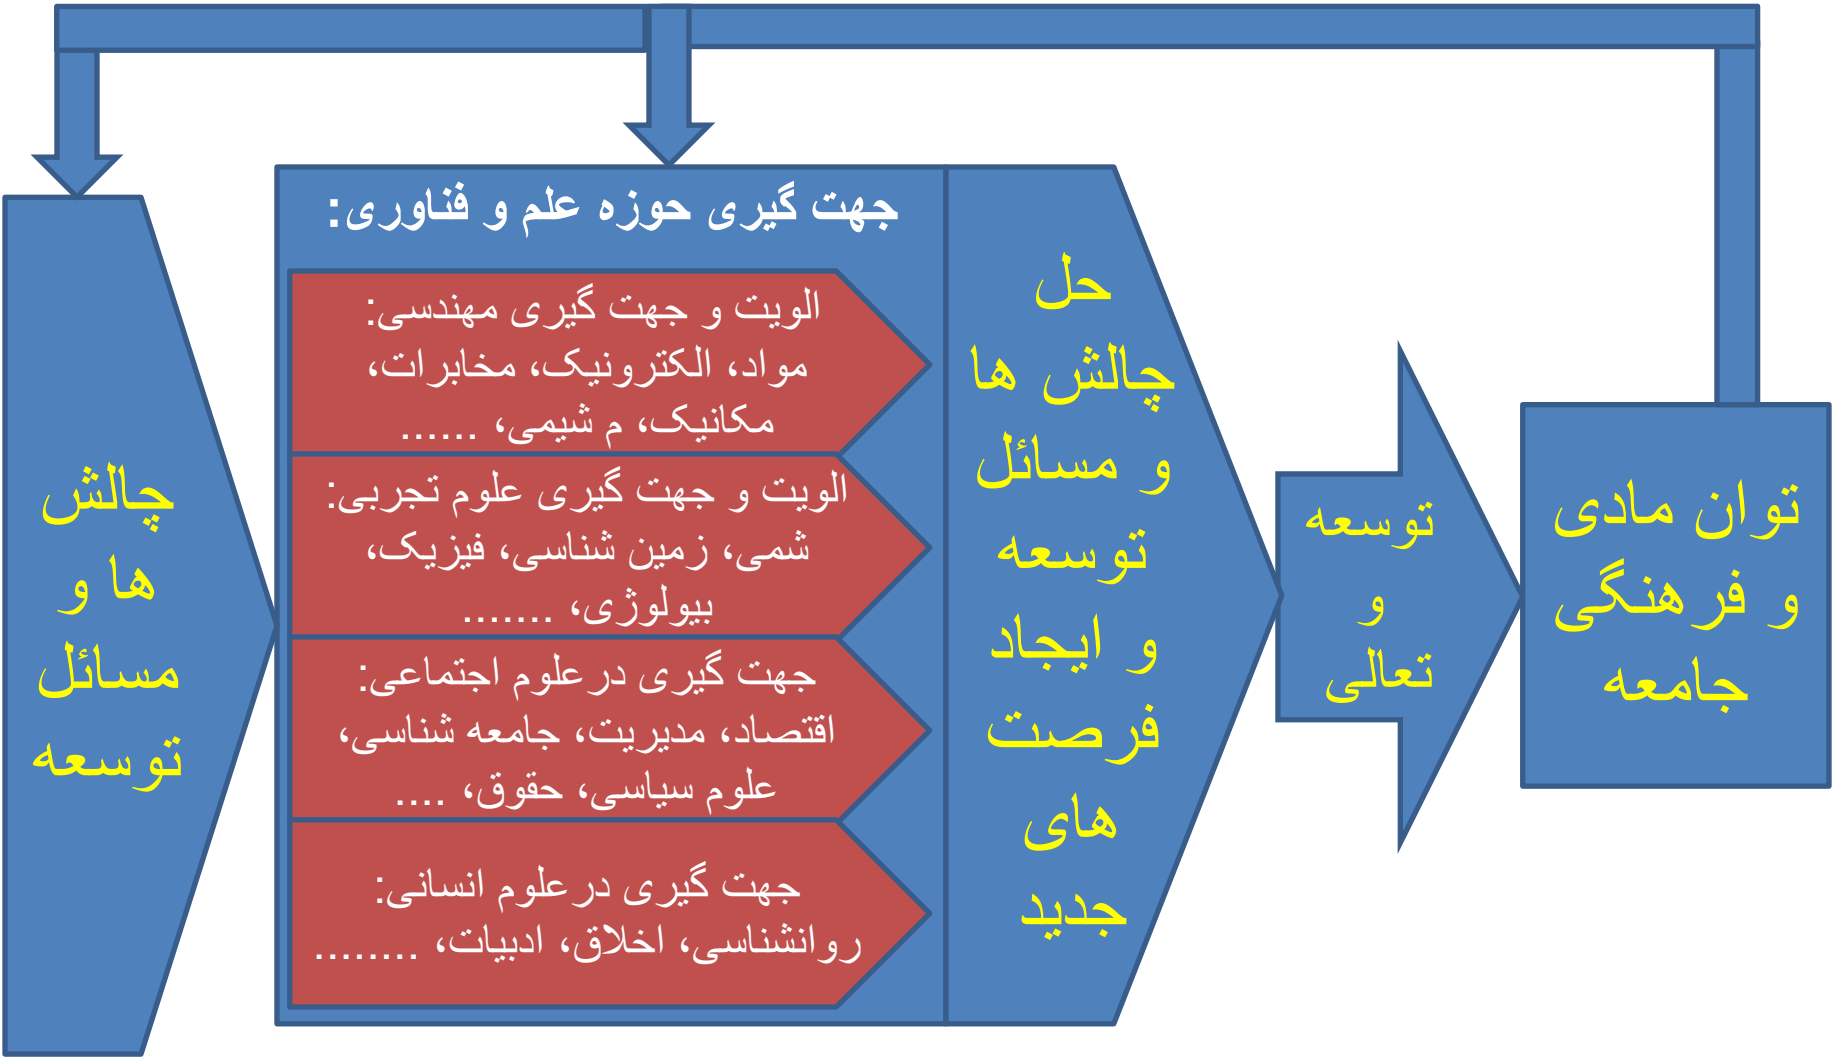 چالش
ها و
مسائل
توسعه
جهت گیری حوزه علم و فناوری:
الویت و جهت گیری مهندسی:
مواد، الکترونیک، مخابرات،
مکانیک، م شیمی، ......
الویت و جهت گیری علوم تجربی:
شمی، زمین شناسی، فیزیک،
بیولوژی، .......
جهت گیری درعلوم اجتماعی:
اقتصاد، مدیریت، جامعه شناسی،
علوم سیاسی، حقوق، ....
جهت گیری درعلوم انسانی:
روانشناسی، اخلاق، ادبیات، ........
حل
چالش ها
و مسائل
توسعه
و ایجاد
فرصت
های
جدید
توسعه
و
تعالی
توان مادی
و فرهنگی
جامعه